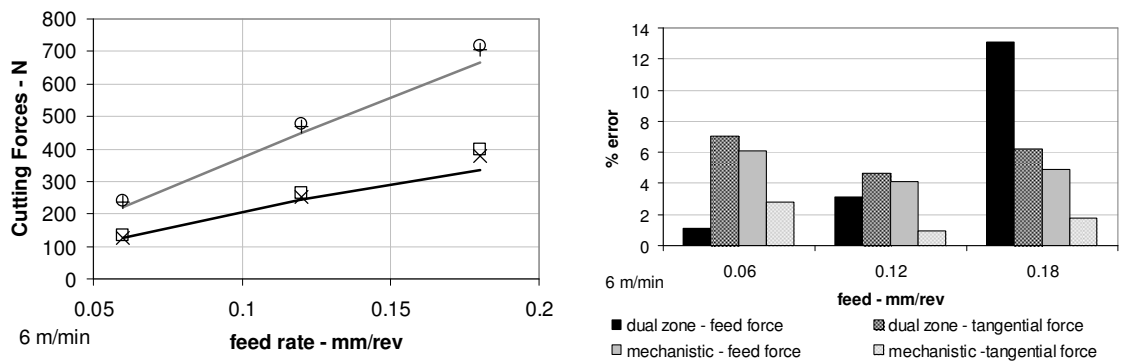 800
700
600
500
400
300
200
100
0
Cutting Forces - N
0.05 0.1 0.15 0.2
6 m/min
feed rate - mm/rev
14
12
10
8
6
4
2
0
% error
0.06 0.12 0.18
6 m/min
feed - mm/rev
dual zone - feed force dual zone - tangential force
mechanistic - feed force mechanistic -tangential force